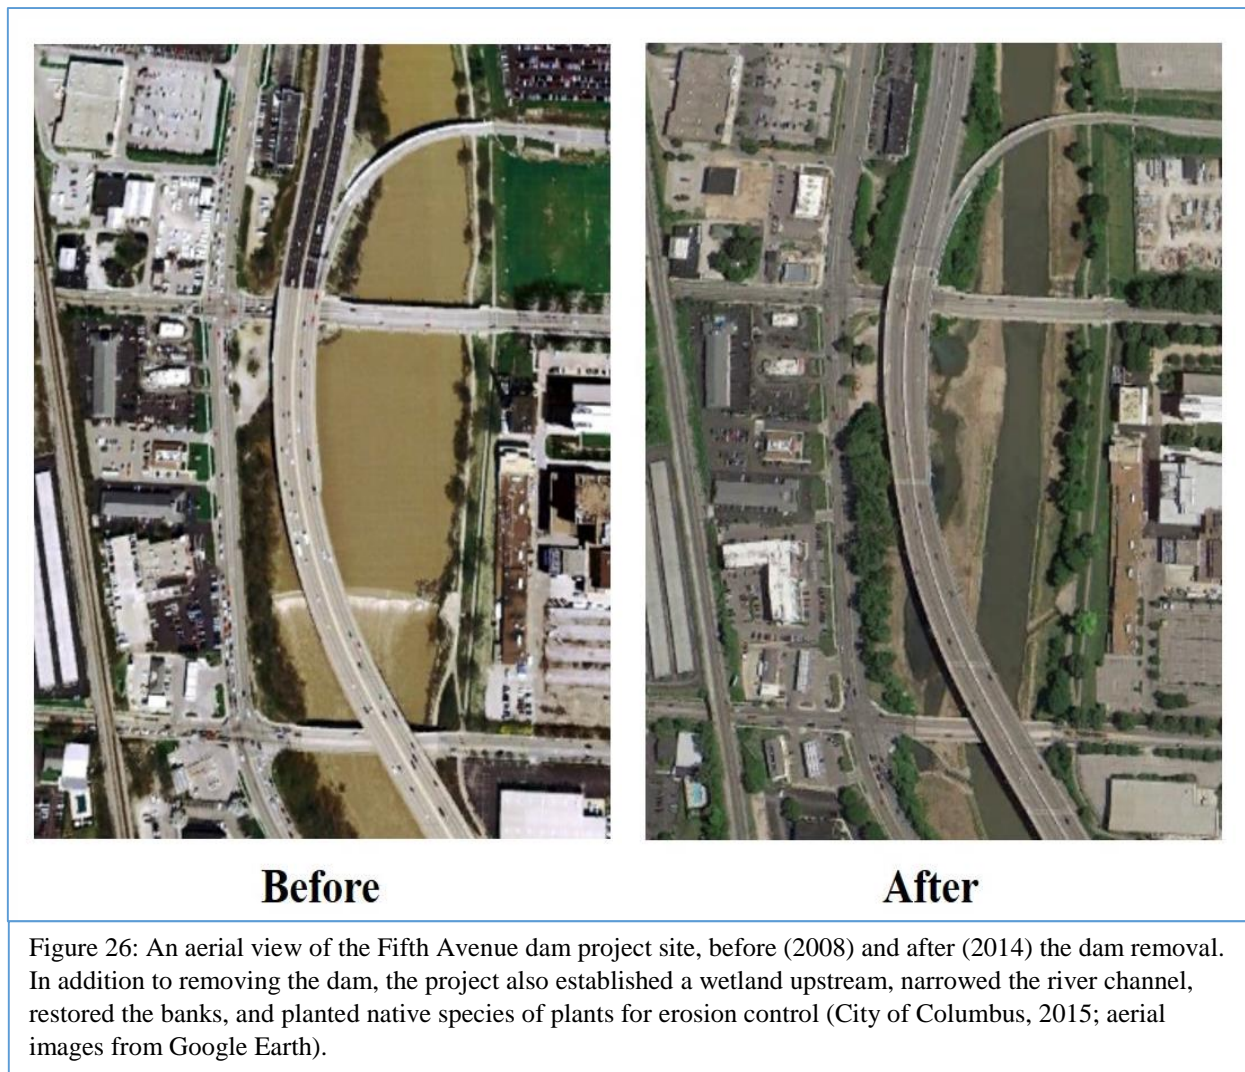 Before
After
Figure 26: An aerial view of the Fifth Avenue dam project site, before (2008) and after (2014) the dam removal.
In addition to removing the dam, the project also established a wetland upstream, narrowed the river channel,
restored the banks, and planted native species of plants for erosion control (City of Columbus, 2015; aerial
images from Google Earth).